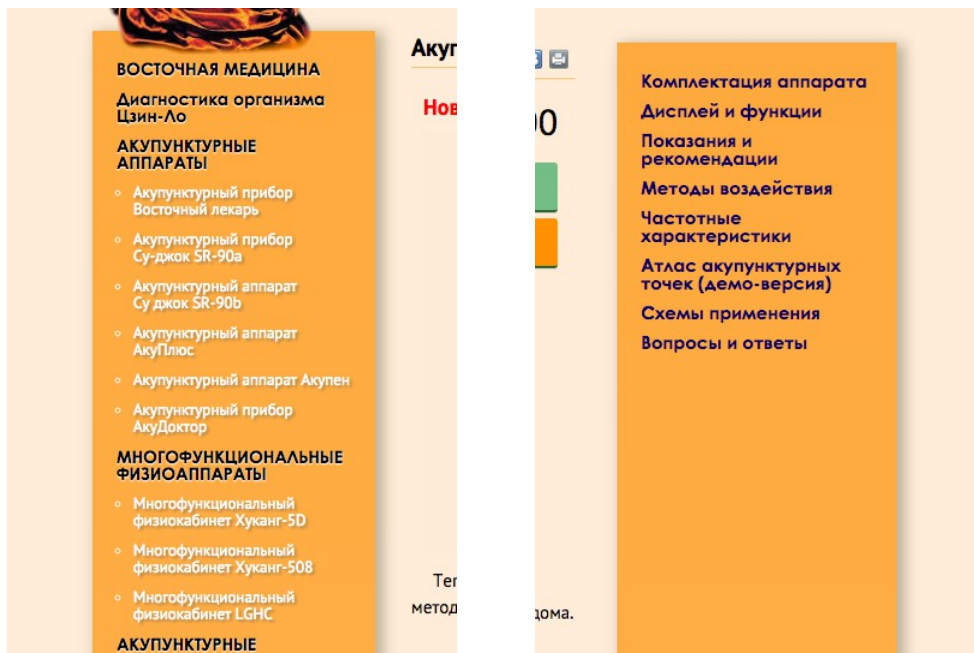 ВОСТОЧНАЯ МЕДИЦИНА
Диагностика организма
Цзин-Ло
АКУПУНКТУРНЫЕ
АППАРАТЫ
Акупунктурный прибор
Восточный лекарь
Акупунктурный прибор
Су-джок SR-90a
Акупунктурный аппарат
Су джок SR-90b
Акупунктурный аппарат
АкуПлюс
Акупунктурный аппарат Акупен
Акупунктурный прибор
АкуДоктор
МНОГОФУНКЦИОНАЛЬНЫЕ
ФИЗИОАППАРАТЫ
Многофункциональный
физиокабинет Хуканг-5D
Многофункциональный
физиокабинет Хуканг-508
Многофункциональный
физиокабинет LGHC
АКУПУНКТУРНЫЕ
Акуп
Нов
Тег
метод
00
дома.
Комплектация аппарата
Дисплей и функции
Показания и
рекомендации
Методы воздействия
Частотные
характеристики
Атлас акупунктурных
точек (демо-версия)
Схемы применения
Вопросы и ответы